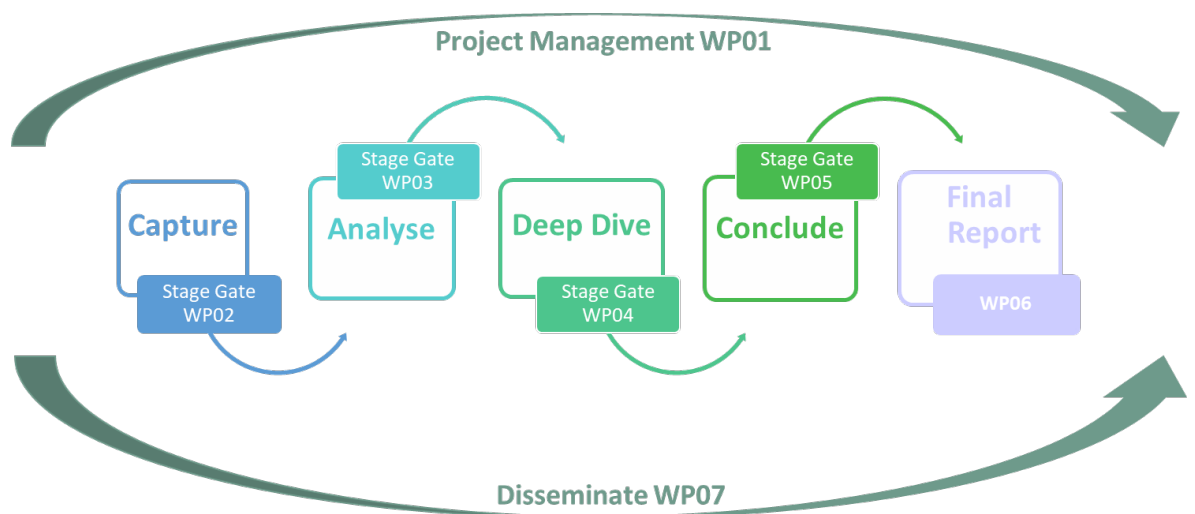 Project Management WP01
Capture
Stage Gate
WP02
Stage Gate
WP03
Analyse
Deep Dive
Stage Gate
WP04
Stage Gate
WP05
Conclude
Final
Report
WP06
Disseminate WP07